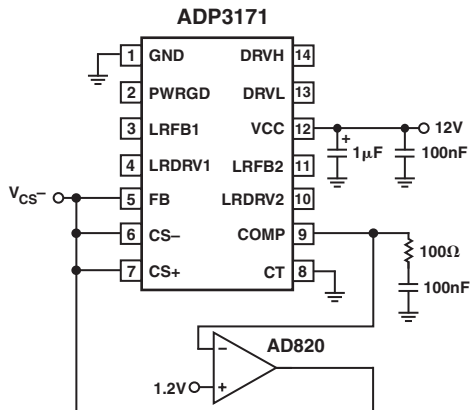 ADP3171
1 GND DRVH 14
2 PWRGD DRVL 13
3 LRFB1 VCC 12
12V
+
1µF 100nF
4 LRDRV1 LRFB2 11
VCS–
5 FB LRDRV2 10
6 CS– COMP 9
7 CS+ CT 8
100Ω
100nF
AD820
–
1.2V +